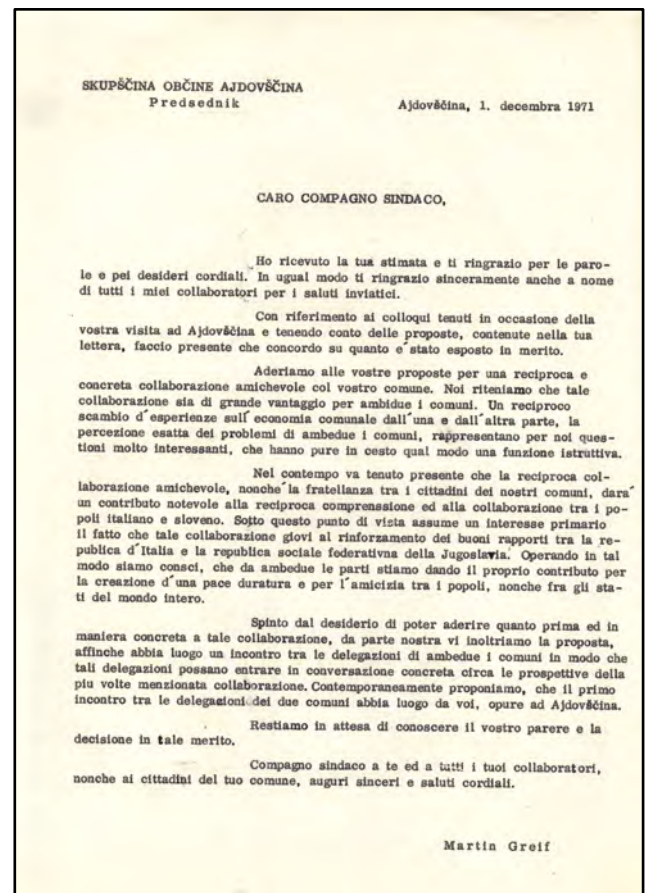 SKUPŠČINA OBČINE AJDOVŠČINA
Predsednik
Ajdovščina, 1. decembra 1971
CARO COMPAGNO SINDACO,
Ho ricevuto la tua stimata e ti ringrazio per le paro-
le e pei desideri cordiali. In ugual modo ti ringrazio sinceramente anche a nome
di tutti i miei collaboratori per i saluti inviatici.
Con riferimento ai colloqui tenuti in occasione della
vostra visita ad Ajdovščina e tenendo conto delle proposte, contenute nella tua
lettera, faccio presente che concordo su quanto e´stato esposto in merito.
Aderiamo alle vostre proposte per una reciproca e
concreta collaborazione amichevole col vostro comune. Noi riteniamo che tale
collaborazione sia di grande vantaggio per ambidue i comuni. Un reciproco
scambio d´esperienze sull´economia comunale dall´una e dall´altra parte, la
percezione esatta dei problemi di ambedue i comuni, rappresentano per noi ques-
tioni molto interessanti, che hanno pure in cesto qual modo una funzione istruttiva.
Nel contempo va tenuto presente che la reciproca col-
laborazione amichevole, nonche´la fratellanza tra i cittadini dei nostri comuni, dara´
un contributo notevole alla reciproca comprenssione ed alla collaborazione tra i po-
poli italiano e sloveno. Sotto questo punto di vista assume un interesse primario
il fatto che tale collaborazione giovi al rinforzamento dei buoni rapporti tra la re-
publica d´Italia e la republica sociale federativna della Jugoslavia. Operando in tal
modo siamo consci, che da ambedue le parti stiamo dando il proprio contributo per
la creazione d´una pace duratura e per l´amicizia tra i popoli, nonche fra gli sta-
ti del mondo intero.
Spinto dal desiderio di poter aderire quanto prima ed in
maniera concreta a tale collaborazione, da parte nostra vi inoltriamo la proposta,
affinche abbia luogo un incontro tra le delegazioni di ambedue i comuni in modo che
tali delegazioni possano entrare in conversazione concreta circa le prospettive della
piu volte menzionata collaborazione. Contemporaneamente proponiamo, che il primo
incontro tra le delegazioni dei due comuni abbia luogo da voi, opure ad Ajdovščina.
Restiamo in attesa di conoscere il vostro parere e la
decisione in tale merito.
Compagno sindaco a te ed a tutti i tuoi collaboratori,
nonche ai cittadini del tuo comune, auguri sinceri e saluti cordiali.
Martin Greif